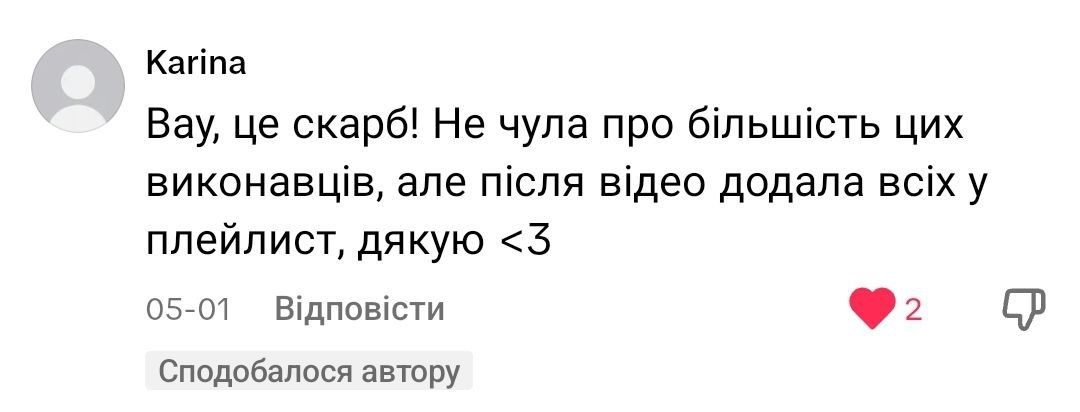 Karina
Вау, це скарб! Не чула про більшість цих
виконавців, але після відео додала всіх у
плейлист, дякую <3
05-01 Відповісти 2
Сподобалося автору